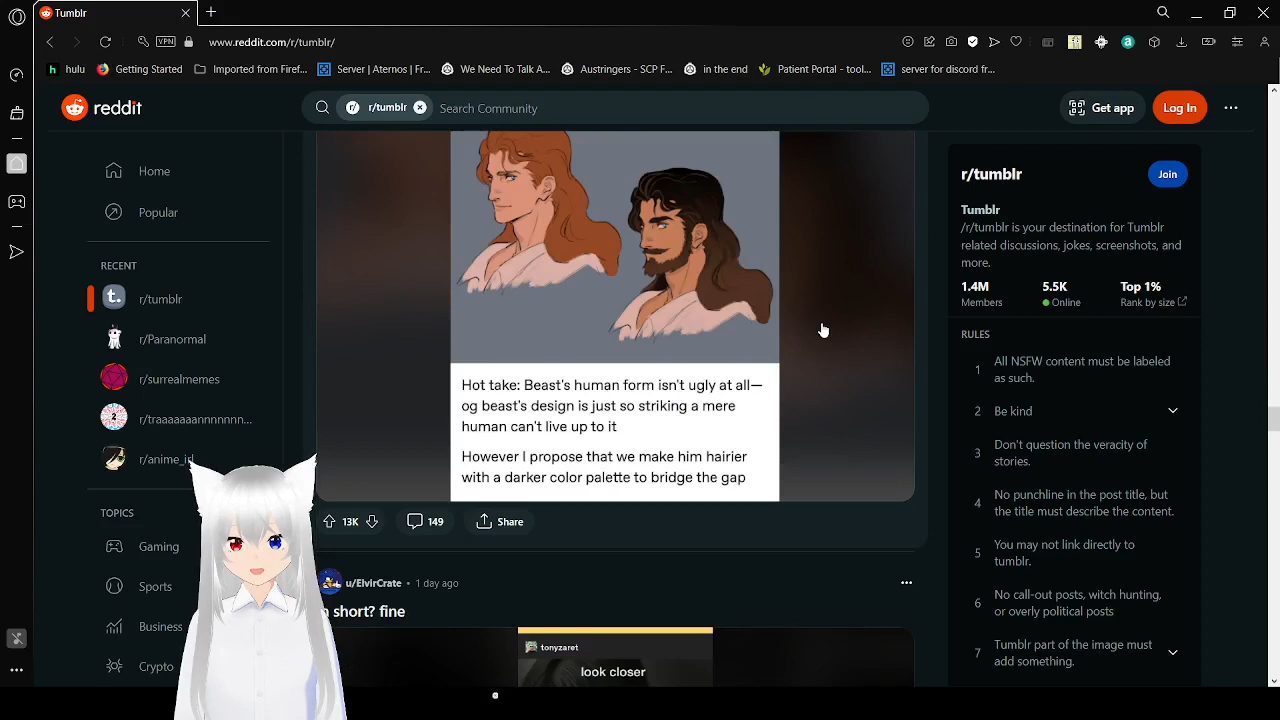 Tumblr
www.reddit.com/r/tumblr/
VPN
hulu
Getting Started
Imported from Firef...
Server | Aternos | Fr...
We Need To Talk A...
Austringers - SCP F...
in the end
Patient Portal - tool...
server for discord fr...
reddit
r/tumblr
Search Community
Get app
Log In
Home
Popular
RECENT
r/tumblr
r/Paranormal
r/surrealmemes
r/traaaaaaannnnnnn...
TOPICS
Gaming
Sports
Business
Crypto
Hot take: Beast's human form isn't ugly at all—
og beast's design is just so striking a mere
human can't live up to it
However I propose that we make him hairier
with a darker color palette to bridge the gap
13K
149
Share
u/ElvirCrate • 1 day ago
short? fine
tonyzaret
look closer
r/tumblr
Join
Tumblr
/r/tumblr is your destination for Tumblr
related discussions, jokes, screenshots, and
more.
1.4M 5.5K Top 1%
Members Online Rank by size
RULES
1 All NSFW content must be labeled
as such.
2 Be kind
3 Don't question the veracity of
stories.
4 No punchline in the post title, but
the title must describe the content.
5 You may not link directly to
tumblr.
6 No call-out posts, witch hunting,
or overly political posts
7 Tumblr part of the image must
add something.